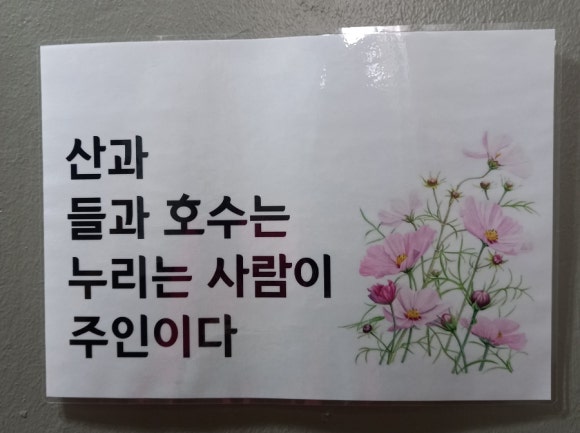 산과
들과 호수는
누리는 사람이
주인이다